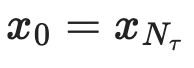 $x_0 = x_{N_\tau}$